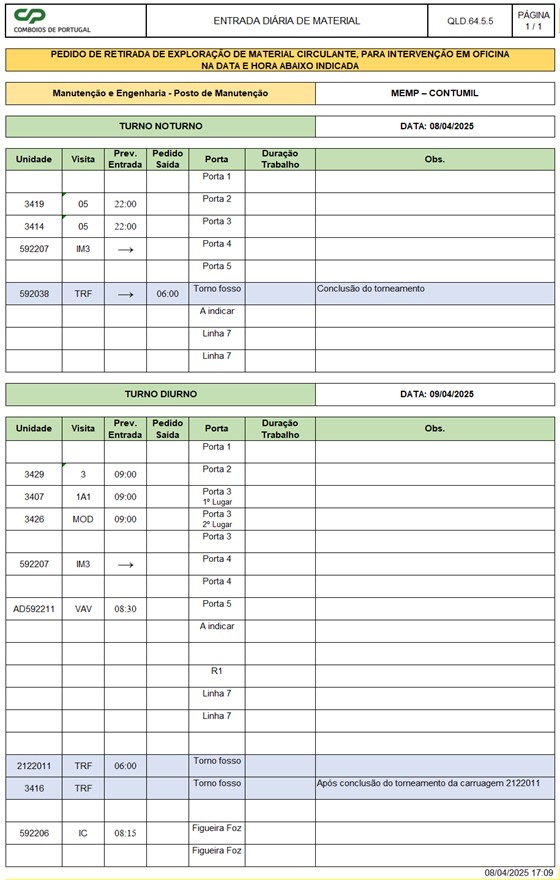 CP
COMBOIOS DE PORTUGAL
ENTRADA DIÁRIA DE MATERIAL
QLD.64.5.5
PÁGINA
1 / 1
PEDIDO DE RETIRADA DE EXPLORAÇÃO DE MATERIAL CIRCULANTE, PARA INTERVENÇÃO EM OFICINA
NA DATA E HORA ABAIXO INDICADA
Manutenção e Engenharia - Posto de Manutenção
MEMP – CONTUMIL
TURNO NOTURNO
DATA: 08/04/2025
Unidade Visita Prev. Entrada Pedido Saída Porta Duração Trabalho Obs.
Porta 1
3419 05 22:00 Porta 2
3414 05 22:00 Porta 3
592207 IM3 → Porta 4
Porta 5
592038 TRF → 06:00 Torno fosso Conclusão do torneamento
A indicar
Linha 7
Linha 7
TURNO DIURNO
DATA: 09/04/2025
Unidade Visita Prev. Entrada Pedido Saída Porta Duração Trabalho Obs.
Porta 1
3429 3 09:00 Porta 2
3407 1A1 09:00 Porta 3 1º Lugar
3426 MOD 09:00 Porta 3 2º Lugar
Porta 3
592207 IM3 → Porta 4
Porta 4
AD592211 VAV 08:30 Porta 5
A indicar
R1
Linha 7
Linha 7
2122011 TRF 06:00 Torno fosso
3416 TRF Torno fosso Após conclusão do torneamento da carruagem 2122011
592206 IC 08:15 Figueira Foz
Figueira Foz
08/04/2025 17:09